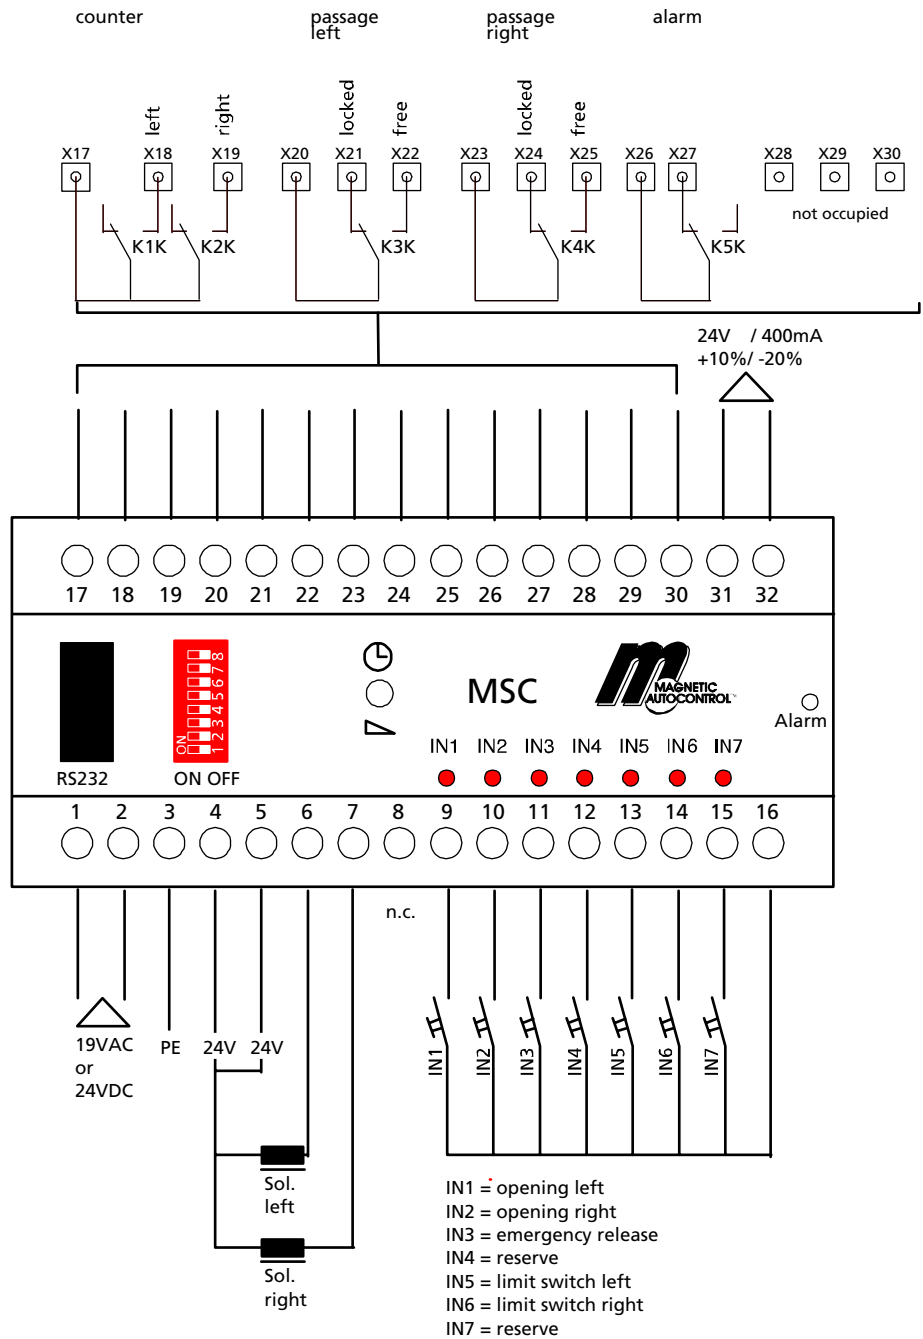 counter
passage
left
passage
right
alarm
left
right
locked
free
locked
free
X17
X18
X19
X20
X21
X22
X23
X24
X25
X26
X27
X28
X29
X30
not occupied
K1K
K2K
K3K
K4K
K5K
24V / 400mA
+10%/ -20%
17 18 19 20 21 22 23 24 25 26 27 28 29 30 31 32
ON
1 2 3 4 5 6 7 8
RS232
ON OFF
MSC
MAGNETIC
AUTOCONTROL™
Alarm
IN1 IN2 IN3 IN4 IN5 IN6 IN7
1 2 3 4 5 6 7 8 9 10 11 12 13 14 15 16
n.c.
19VAC
or
24VDC
PE
24V
24V
IN1
IN2
IN3
IN4
IN5
IN6
IN7
Sol.
left
Sol.
right
IN1 = opening left
IN2 = opening right
IN3 = emergency release
IN4 = reserve
IN5 = limit switch left
IN6 = limit switch right
IN7 = reserve